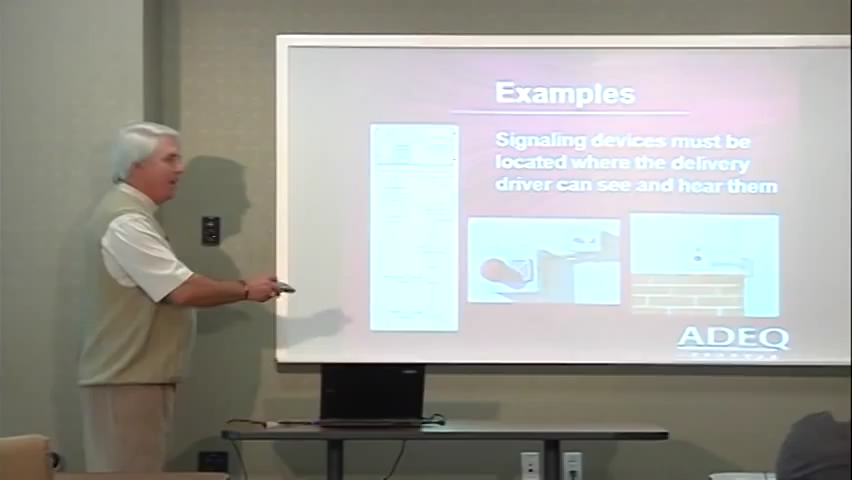 Examples
Signaling devices must be
located where the delivery
driver can see and hear them
ADEQ